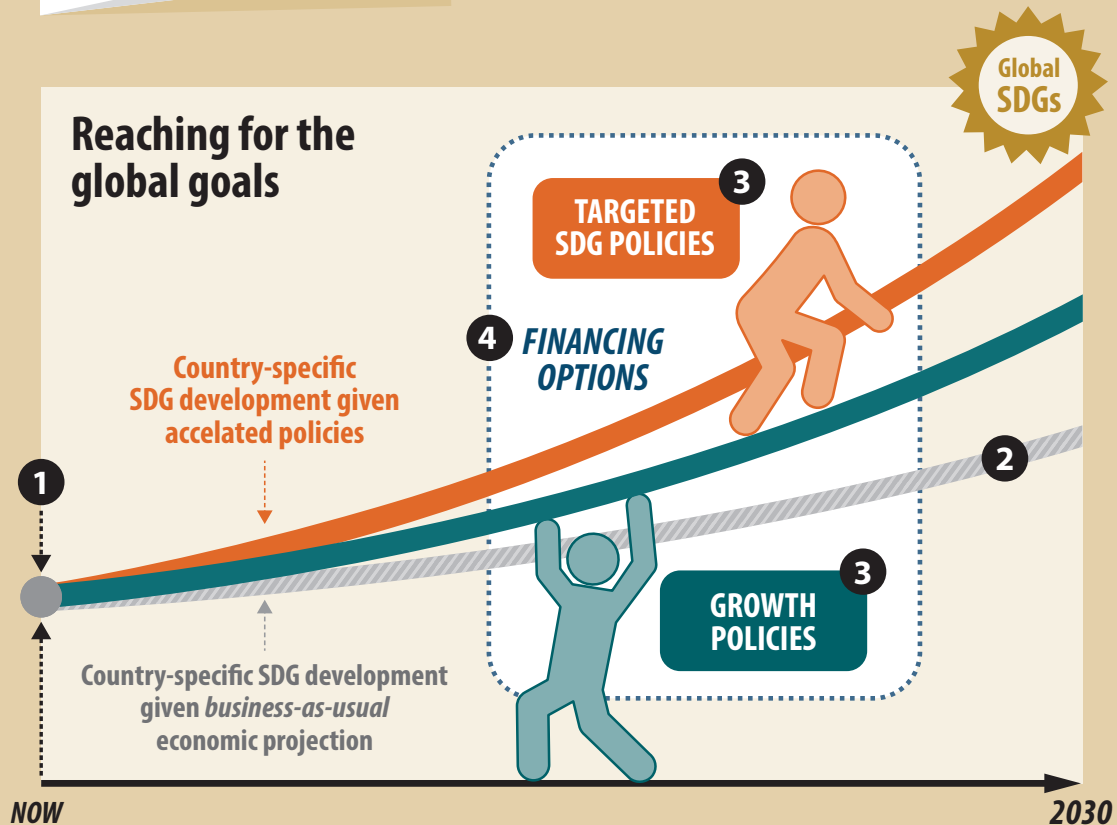 Global
SDGs
Reaching for the
global goals
3
TARGETED
SDG POLICIES
4
FINANCING
OPTIONS
Country-specific
SDG development given
accelated policies
1
2
3
GROWTH
POLICIES
Country-specific SDG development
given business-as-usual
economic projection
NOW
2030